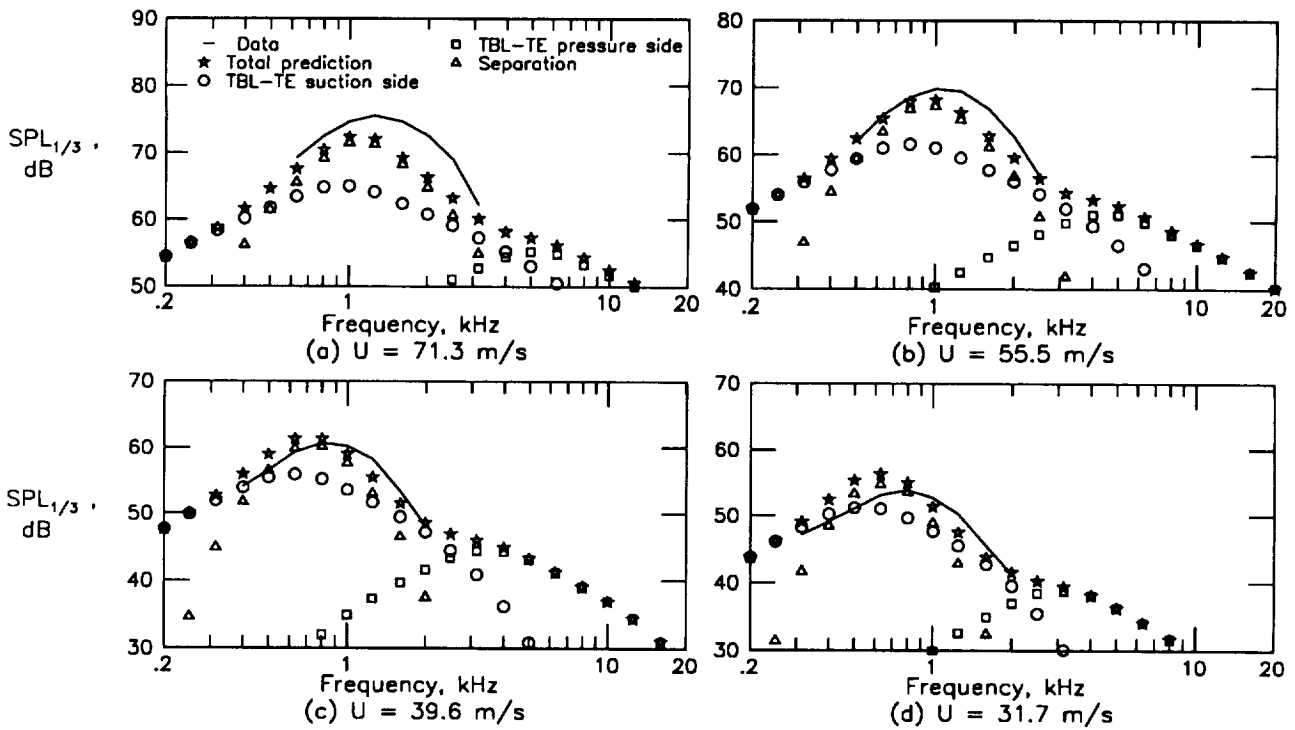 90
80
70
60
50
SPL1/3 ,
dB
— Data
★ Total prediction
○ TBL–TE suction side
□ TBL–TE pressure side
△ Separation
.2 1 10 20
Frequency, kHz
(a) U = 71.3 m/s
80
70
60
50
40
.2 1 10 20
Frequency, kHz
(b) U = 55.5 m/s
70
60
50
40
30
SPL1/3 ,
dB
.2 1 10 20
Frequency, kHz
(c) U = 39.6 m/s
70
60
50
40
30
.2 1 10 20
Frequency, kHz
(d) U = 31.7 m/s